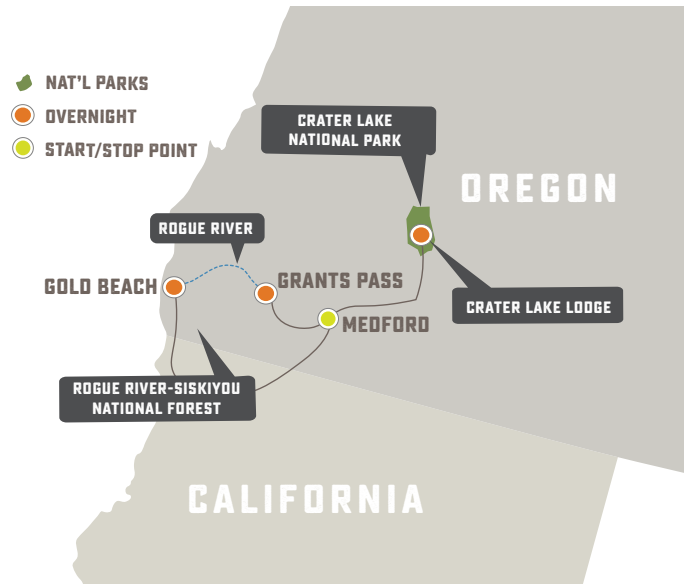 NAT'L PARKS
OVERNIGHT
START/STOP POINT
CRATER LAKE
NATIONAL PARK
OREGON
ROGUE RIVER
GOLD BEACH
GRANTS PASS
CRATER LAKE LODGE
MEDFORD
ROGUE RIVER-SISKIYOU
NATIONAL FOREST
CALIFORNIA